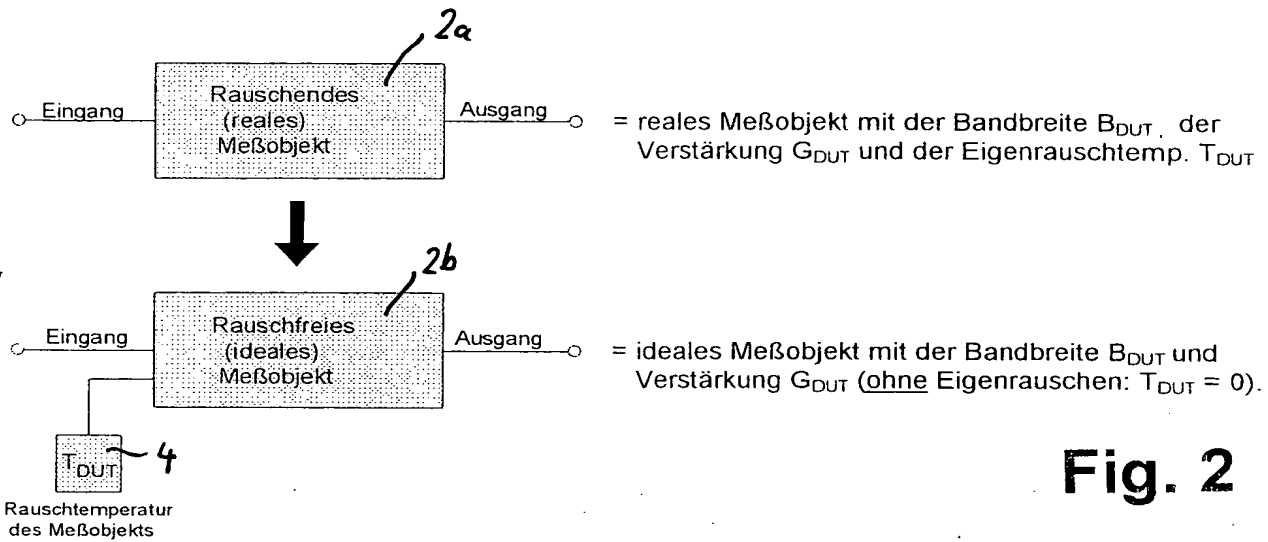 2a
Eingang
Rauschendes
(reales)
Meßobjekt
Ausgang
= reales Meßobjekt mit der Bandbreite B_DUT, der
Verstärkung G_DUT und der Eigenrauschtemp. T_DUT
2b
Eingang
Rauschfreies
(ideales)
Meßobjekt
Ausgang
= ideales Meßobjekt mit der Bandbreite B_DUT und
Verstärkung G_DUT (ohne Eigenrauschen: T_DUT = 0).
T_DUT
4
Rauschtemperatur
des Meßobjekts
Fig. 2